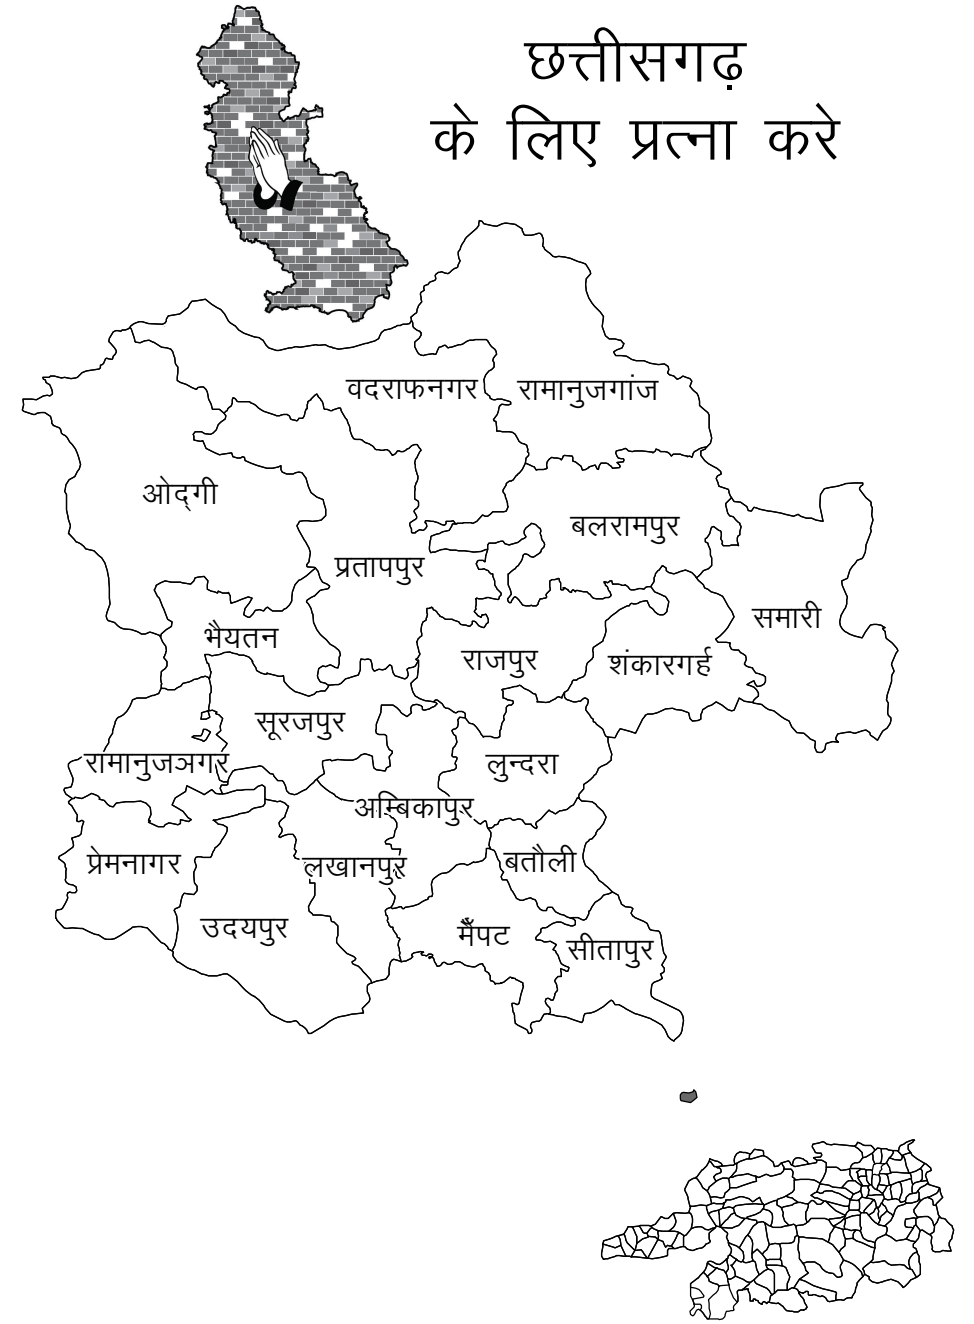 छत्तीसगढ़
के लिए प्रत्ना करे
वदराफनगर
रामानुजगांज
ओद्‌गी
बलरामपुर
प्रतापपुर
समारी
भैयतन
राजपुर
शंकारगर्ह
सूरजपुर
रामानुजञगर
लुन्दरा
अम्बिकापुर
प्रेमनागर
लखानपुर
बतौली
उदयपुर
मैंपट
सीतापुर